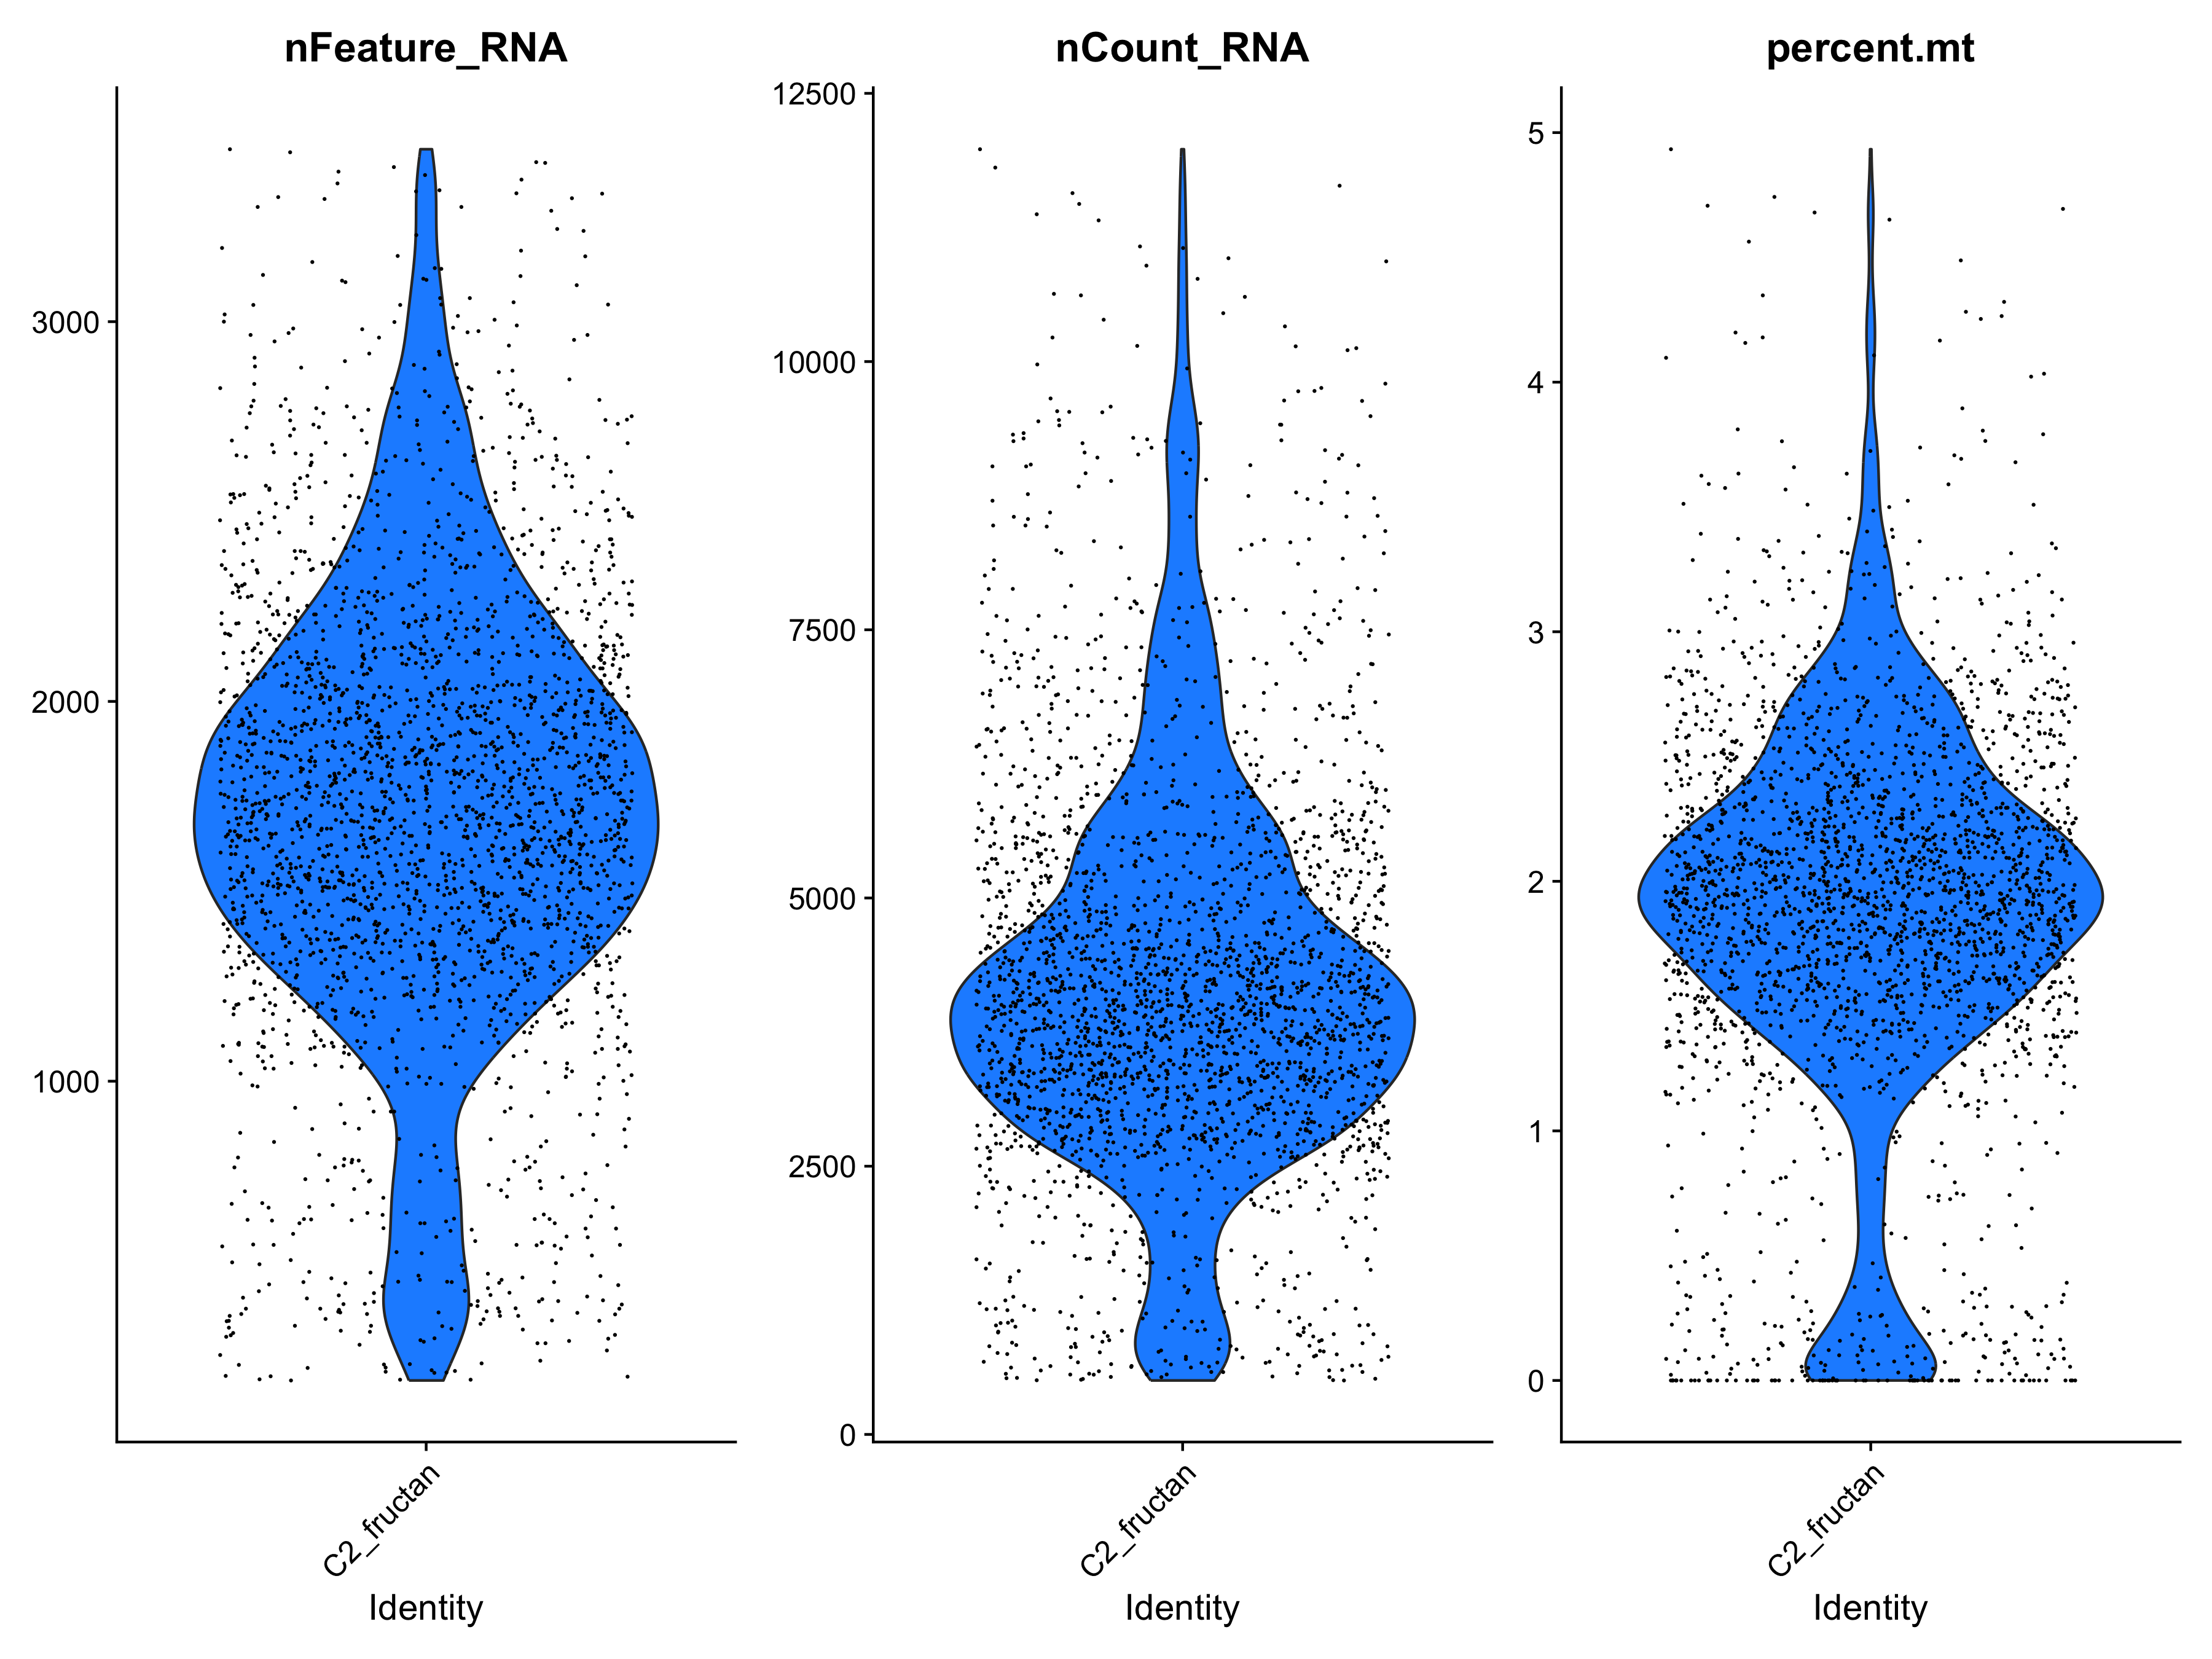 nFeature_RNA
3000
2000
1000
C2_fructan
Identity
nCount_RNA
12500
10000
7500
5000
2500
0
C2_fructan
Identity
percent.mt
5
4
3
2
1
0
C2_fructan
Identity